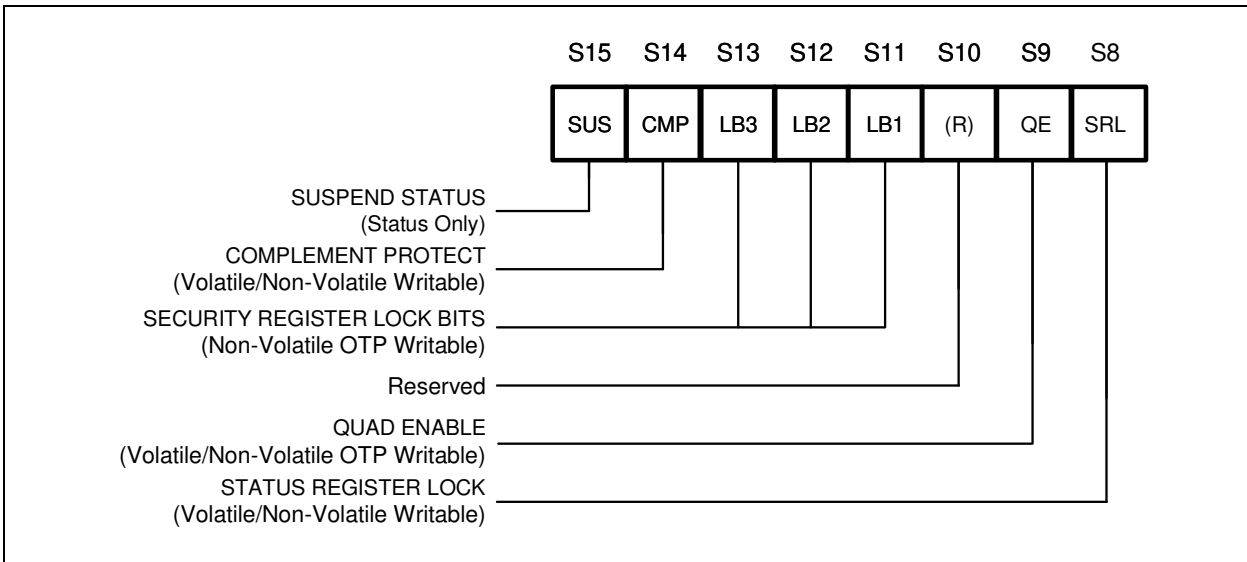 S15 S14 S13 S12 S11 S10 S9 S8
SUS CMP LB3 LB2 LB1 (R) QE SRL
SUSPEND STATUS
(Status Only)
COMPLEMENT PROTECT
(Volatile/Non-Volatile Writable)
SECURITY REGISTER LOCK BITS
(Non-Volatile OTP Writable)
Reserved
QUAD ENABLE
(Volatile/Non-Volatile OTP Writable)
STATUS REGISTER LOCK
(Volatile/Non-Volatile Writable)